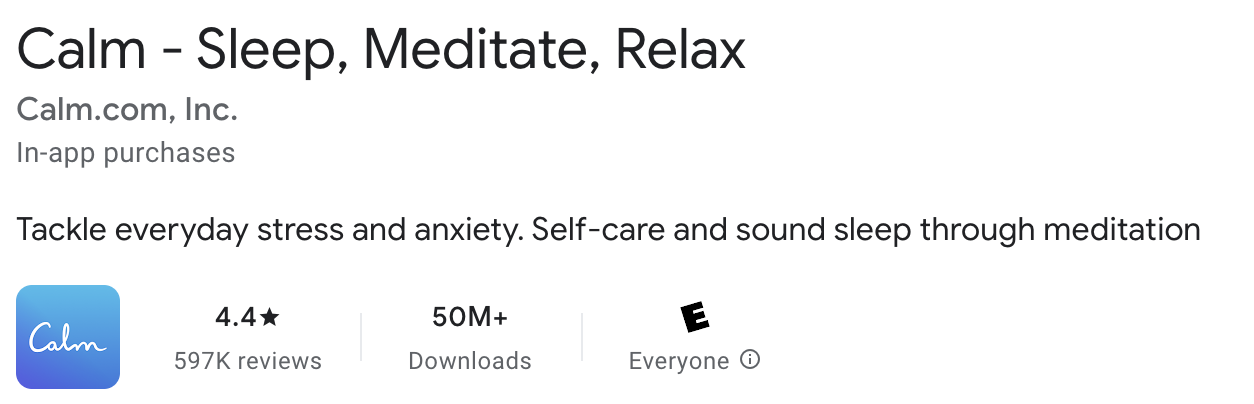 Calm - Sleep, Meditate, Relax
Calm.com, Inc.
In-app purchases
Tackle everyday stress and anxiety. Self-care and sound sleep through meditation
Calm
4.4★
597K reviews
50M+
Downloads
E
Everyone